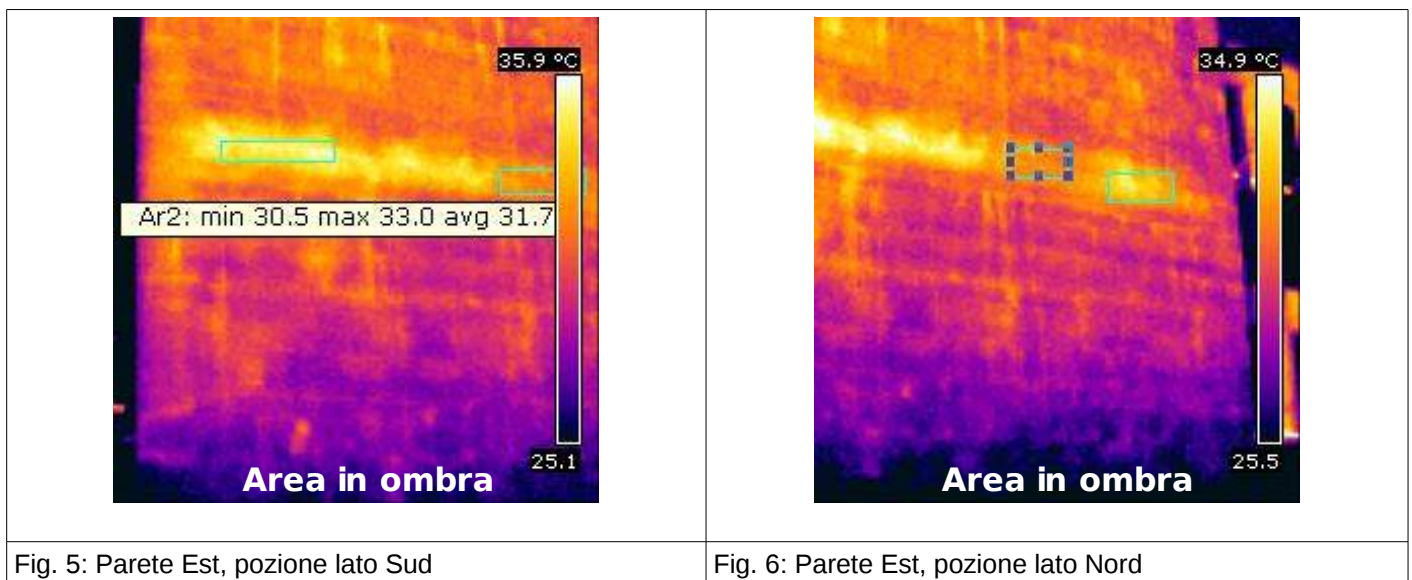 35.9 °C
Ar2: min 30.5 max 33.0 avg 31.7
25.1
Area in ombra
34.9 °C
25.5
Area in ombra
Fig. 5: Parete Est, pozione lato Sud
Fig. 6: Parete Est, pozione lato Nord